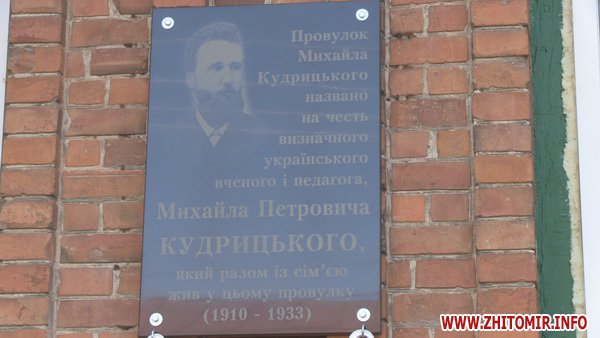 Провулок
Михайла
Кудрицького
названо
на честь
визначного
українського
вченого і педагога,
Михайла Петровича
КУДРИЦЬКОГО,
який разом із сім’єю
жив у цьому провулку
(1910 - 1933)
WWW.ZHITOMIR.INFO